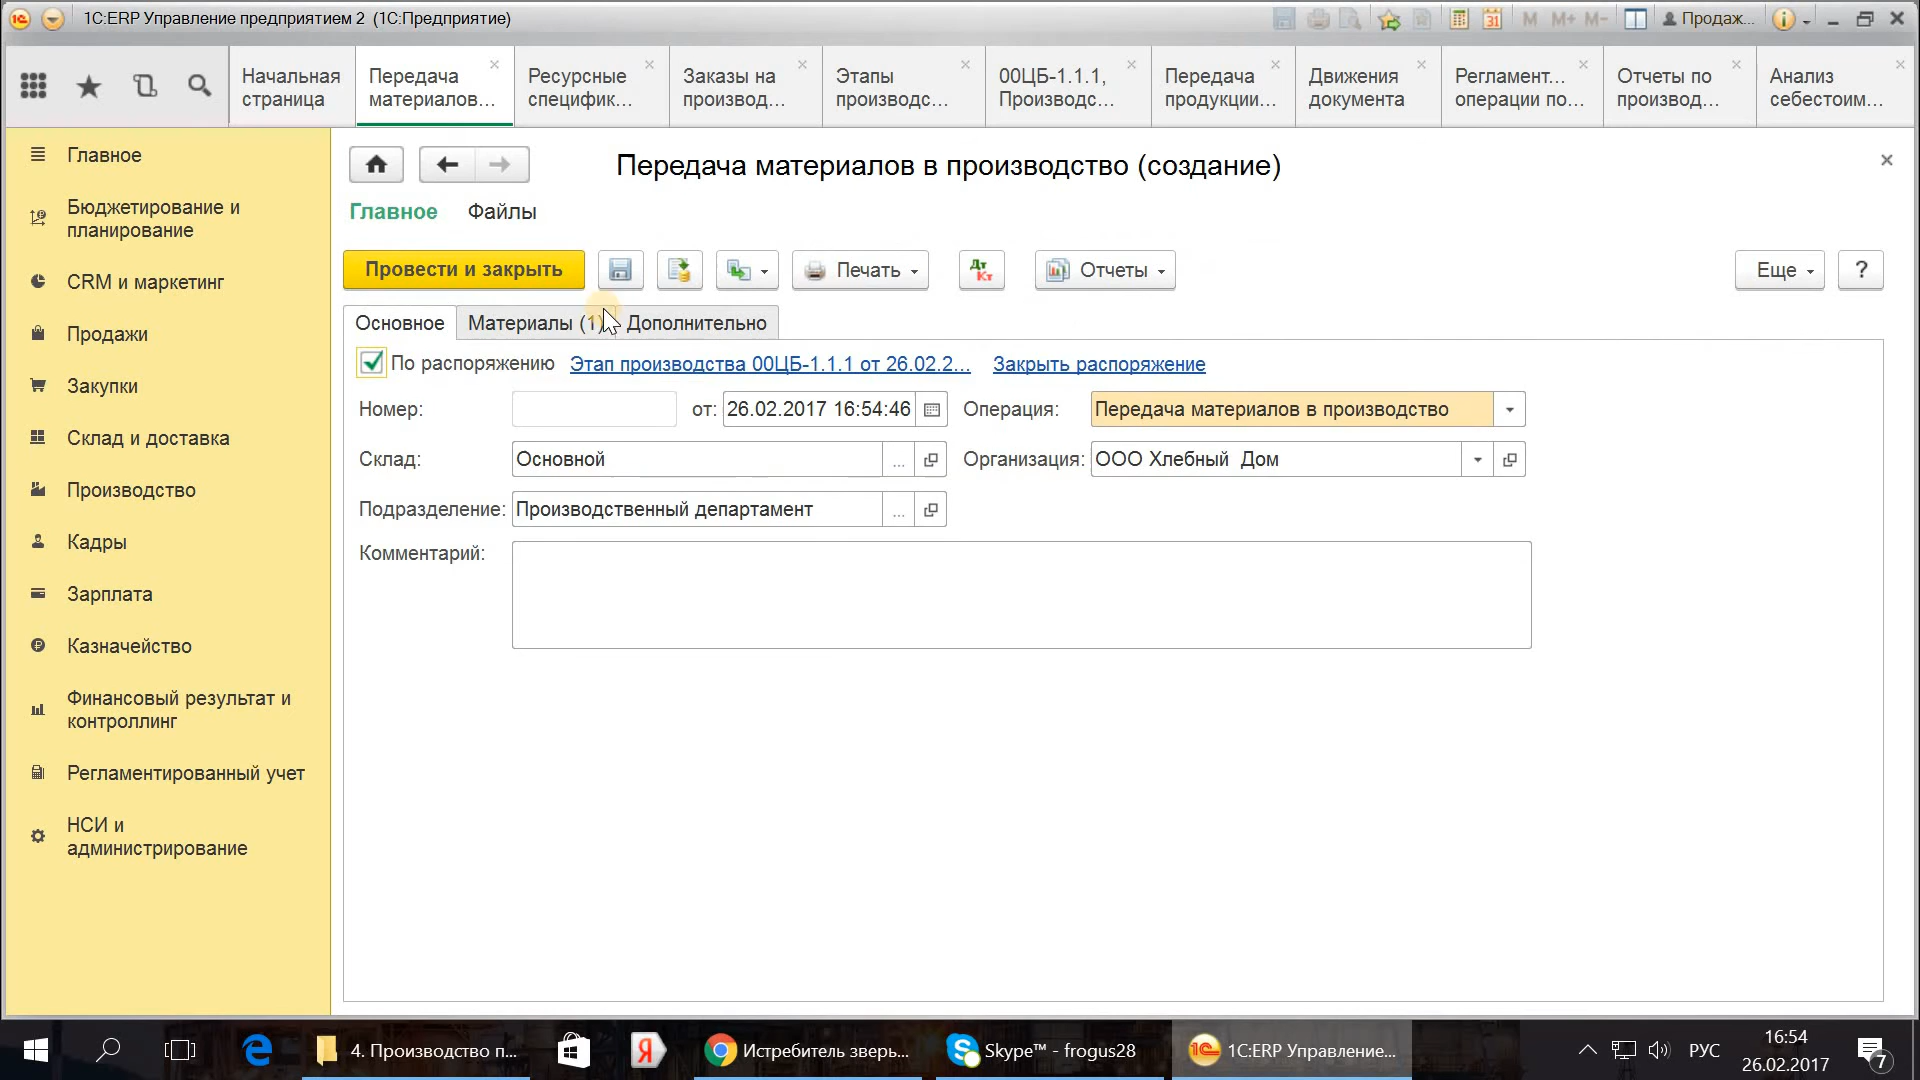 1С:ERP Управление предприятием 2 (1С:Предприятие)
31 M M+ M- Продаж...
Начальная страница
Передача материалов...
Ресурсные специфик...
Заказы на производ...
Этапы производс...
00ЦБ-1.1.1, Производс...
Передача продукции...
Движения документа
Регламент... операции по...
Отчеты по производ...
Анализ себестоим...
Главное
Бюджетирование и
планирование
CRM и маркетинг
Продажи
Закупки
Склад и доставка
Производство
Кадры
Зарплата
Казначейство
Финансовый результат и
контроллинг
Регламентированный учет
НСИ и
администрирование
Передача материалов в производство (создание)
Главное Файлы
Провести и закрыть Печать Дт Кт Отчеты Еще ?
Основное Материалы (1) Дополнительно
По распоряжению Этап производства 00ЦБ-1.1.1 от 26.02.2... Закрыть распоряжение
Номер: от: 26.02.2017 16:54:46 Операция: Передача материалов в производство
Склад: Основной ... Организация: ООО Хлебный Дом
Подразделение: Производственный департамент ...
Комментарий:
4. Производство п...
Я
Истребитель зверь...
Skype™ - frogus28
1С:ERP Управление...
РУС
16:54
26.02.2017
7